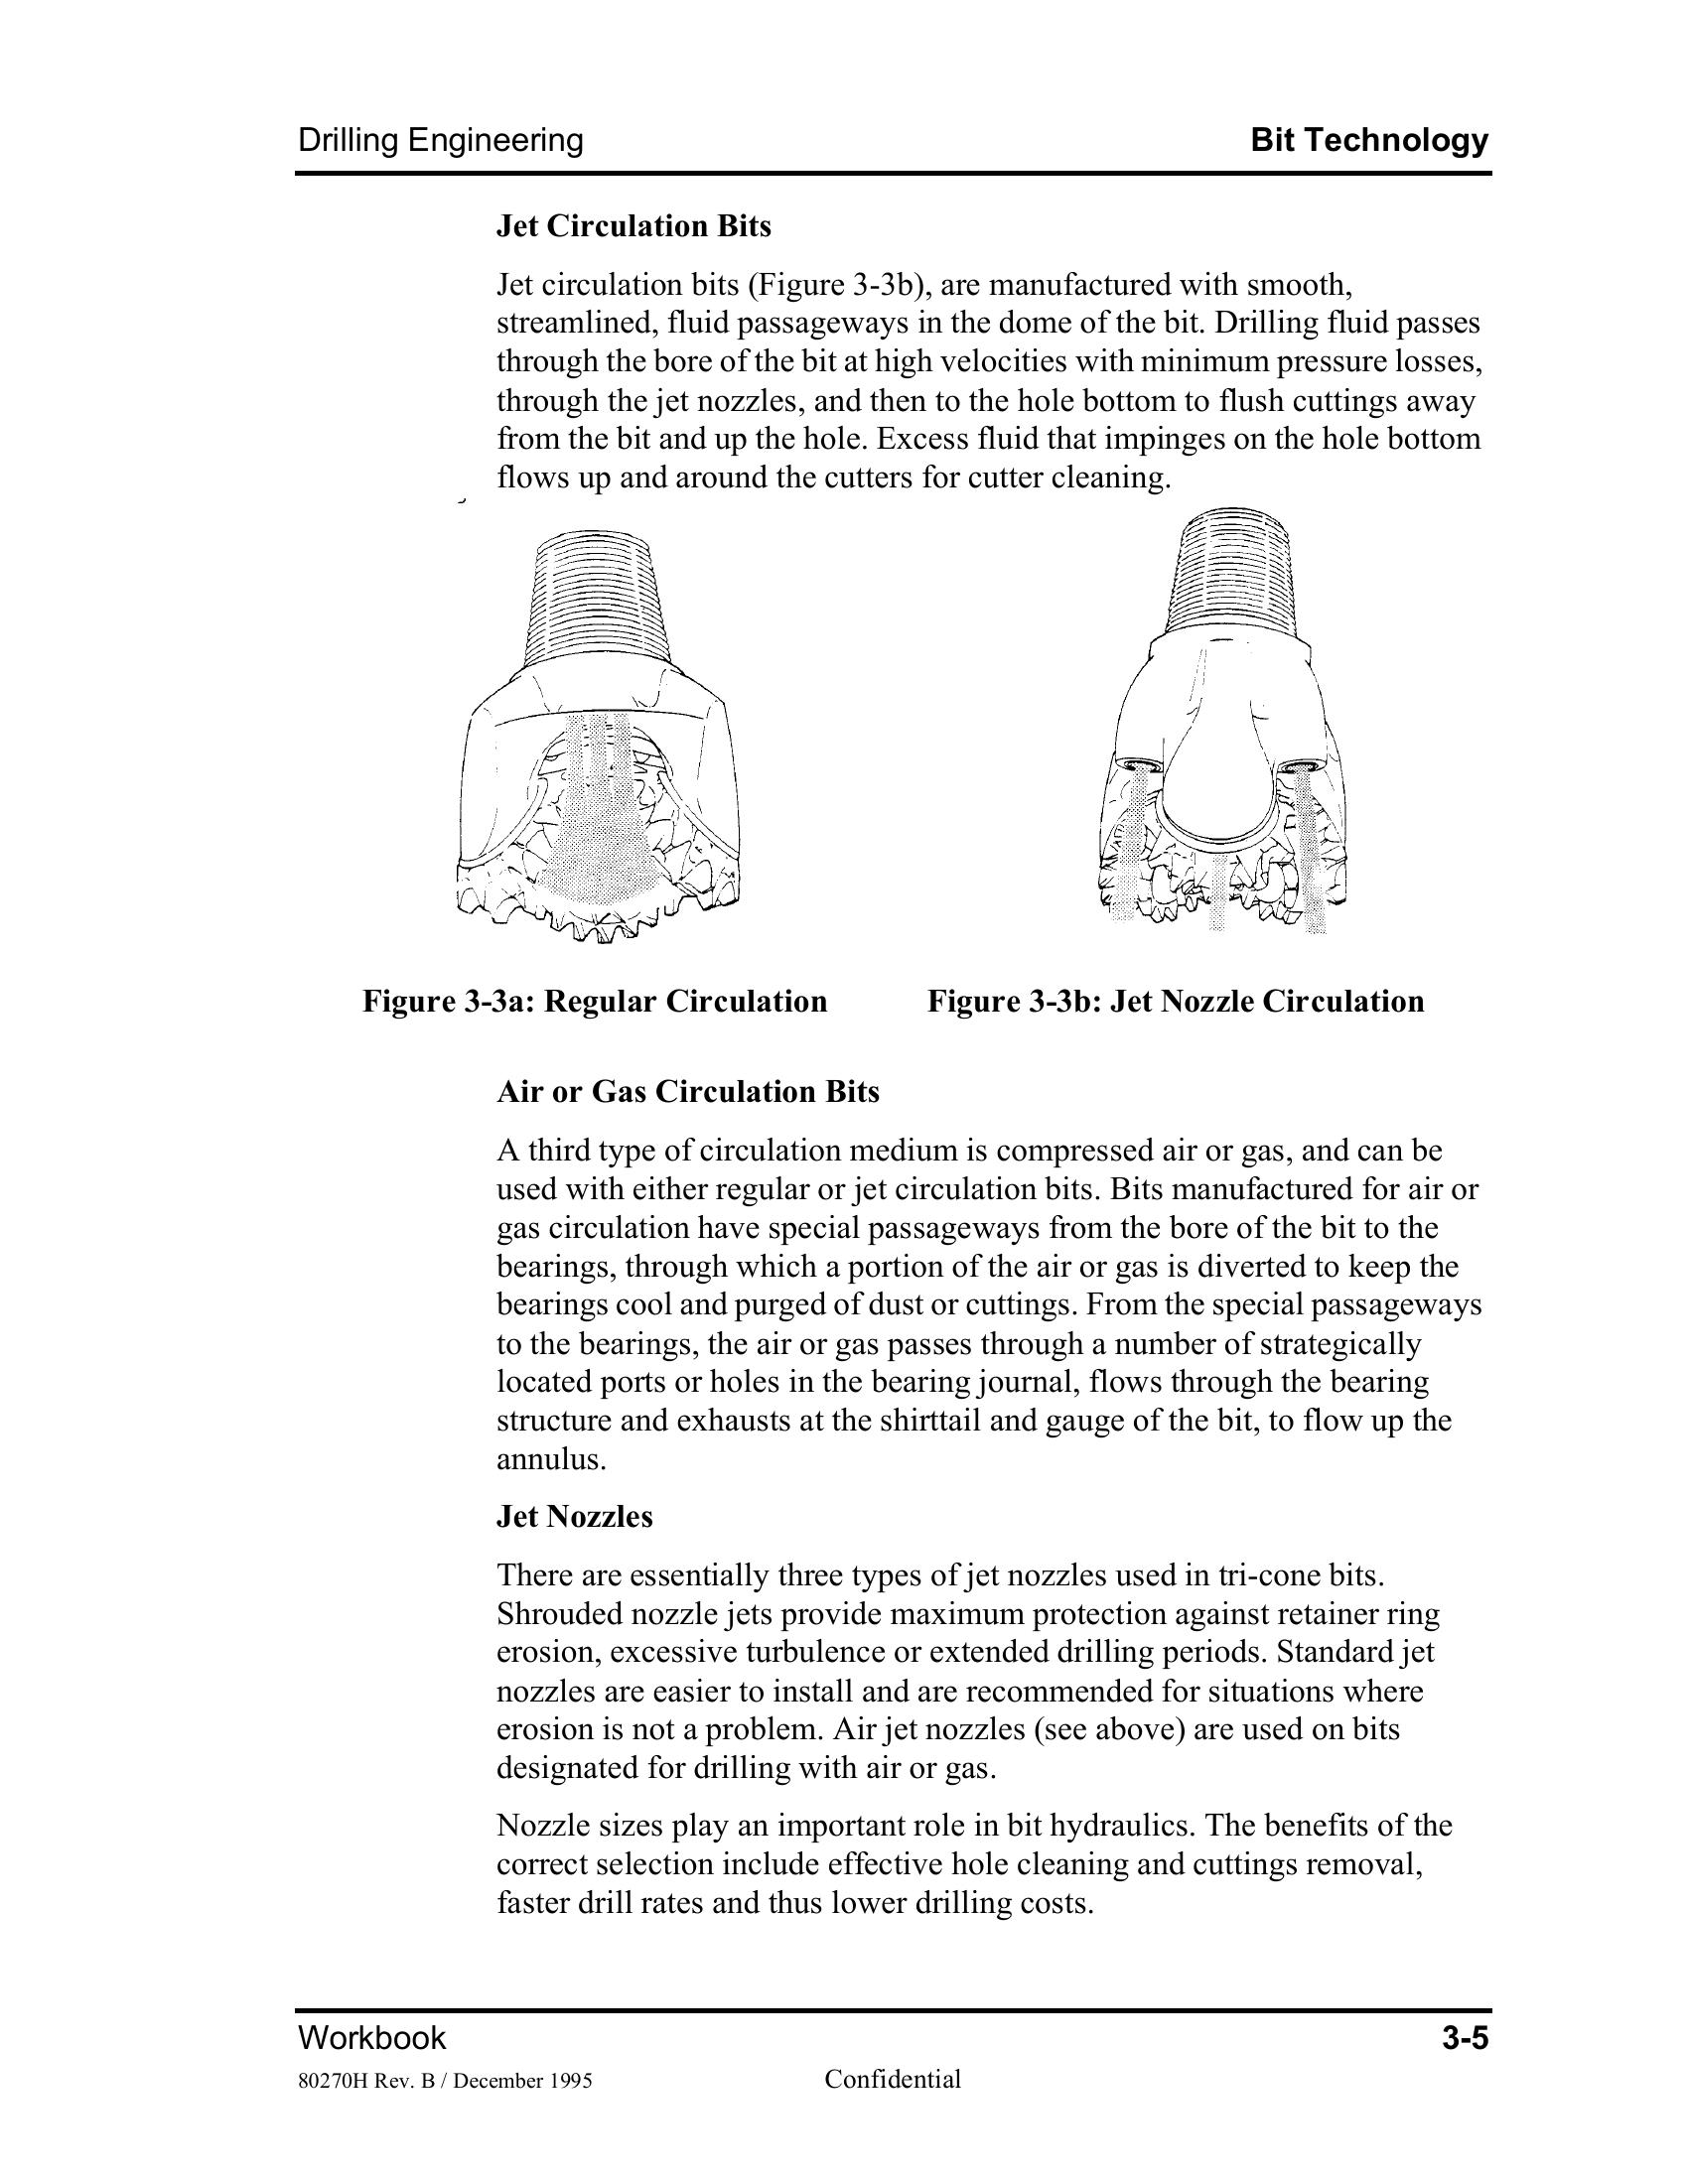 Drilling Engineering
Bit Technology
Jet Circulation Bits
Jet circulation bits (Figure 3-3b), are manufactured with smooth,
streamlined, fluid passageways in the dome of the bit. Drilling fluid passes
through the bore of the bit at high velocities with minimum pressure losses,
through the jet nozzles, and then to the hole bottom to flush cuttings away
from the bit and up the hole. Excess fluid that impinges on the hole bottom
flows up and around the cutters for cutter cleaning.
Figure 3-3a: Regular Circulation
Figure 3-3b: Jet Nozzle Circulation
Air or Gas Circulation Bits
A third type of circulation medium is compressed air or gas, and can be
used with either regular or jet circulation bits. Bits manufactured for air or
gas circulation have special passageways from the bore of the bit to the
bearings, through which a portion of the air or gas is diverted to keep the
bearings cool and purged of dust or cuttings. From the special passageways
to the bearings, the air or gas passes through a number of strategically
located ports or holes in the bearing journal, flows through the bearing
structure and exhausts at the shirttail and gauge of the bit, to flow up the
annulus.
Jet Nozzles
There are essentially three types of jet nozzles used in tri-cone bits.
Shrouded nozzle jets provide maximum protection against retainer ring
erosion, excessive turbulence or extended drilling periods. Standard jet
nozzles are easier to install and are recommended for situations where
erosion is not a problem. Air jet nozzles (see above) are used on bits
designated for drilling with air or gas.
Nozzle sizes play an important role in bit hydraulics. The benefits of the
correct selection include effective hole cleaning and cuttings removal,
faster drill rates and thus lower drilling costs.
Workbook
3-5
80270H Rev. B / December 1995
Confidential